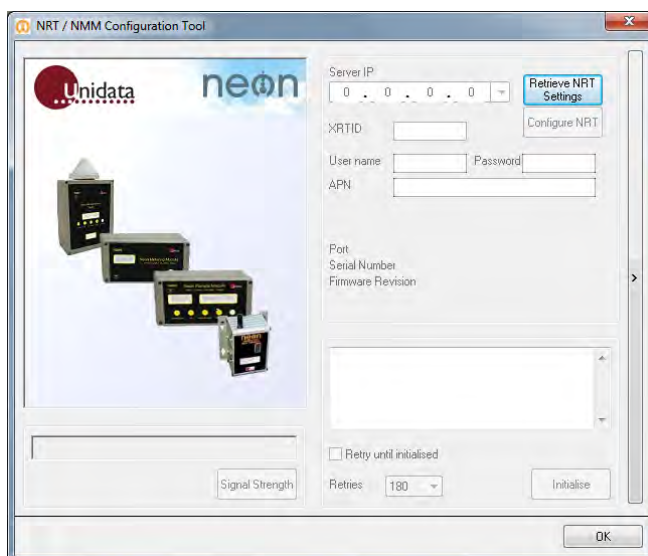 NRT / NMM Configuration Tool
Unidata
neon
Server IP
0 . 0 . 0 . 0
Retrieve NRT
Settings
Configure NRT
XRTID
User name
Password
APN
Port
Serial Number
Firmware Revision
>
neon
Retry until initialised
Signal Strength
Retries
180
Initialise
OK